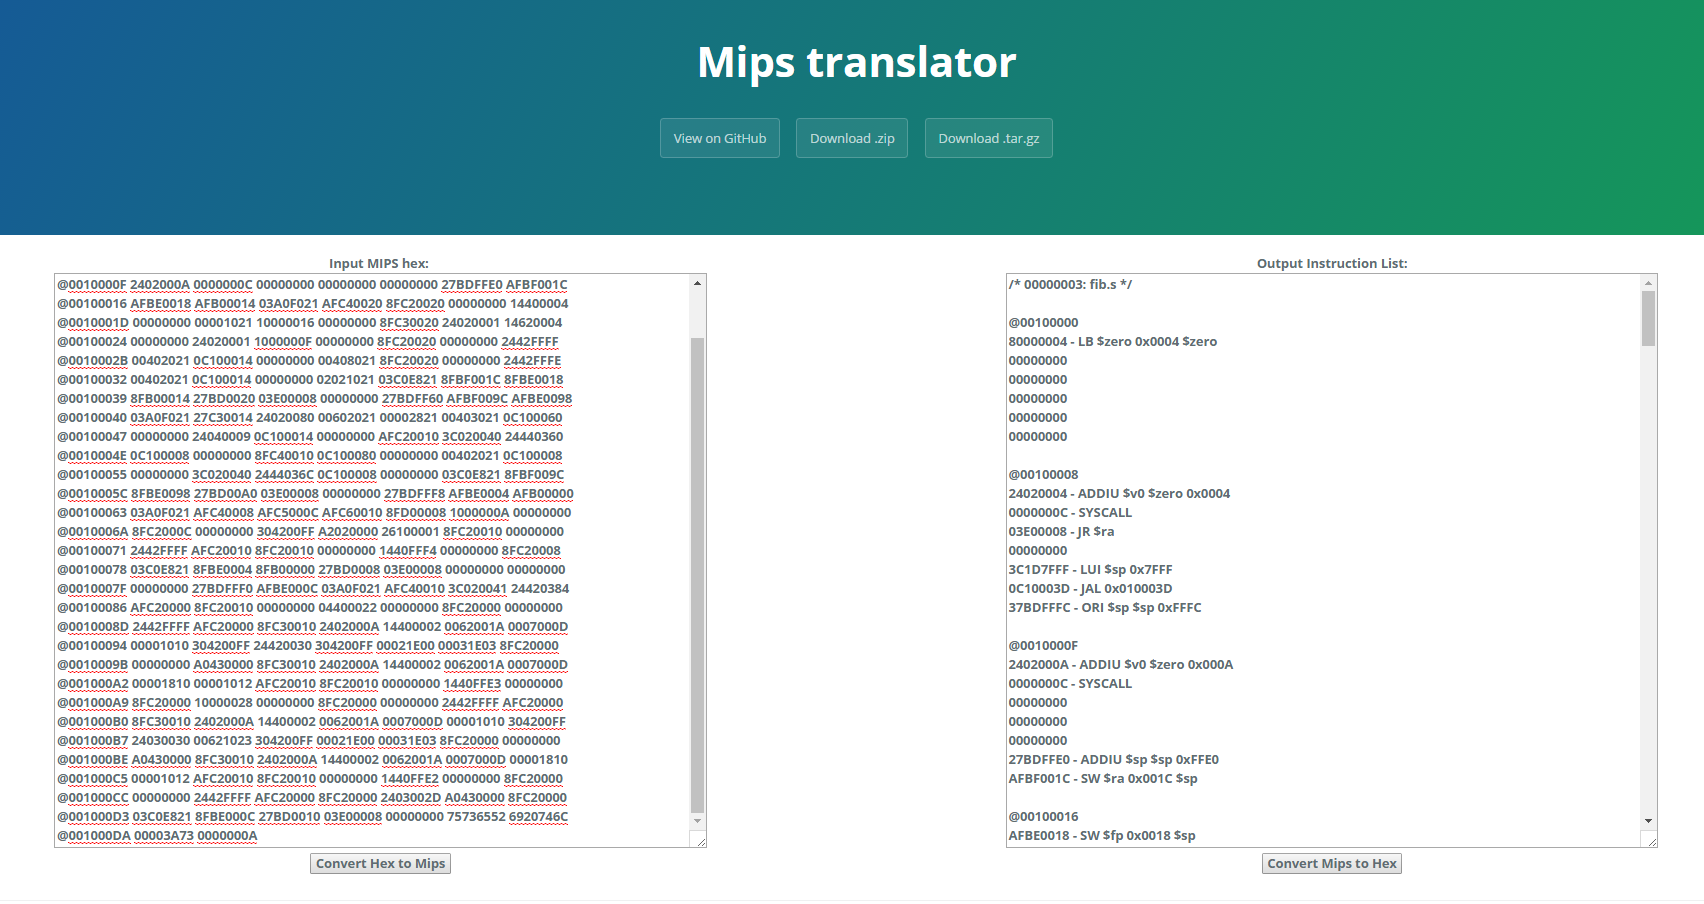 Mips translator
View on GitHub
Download .zip
Download .tar.gz
Input MIPS hex:
@0010000F 2402000A 0000000C 00000000 00000000 00000000 27BDFFE0 AFBF001C
@00100016 AFBE0018 AFB00014 03A0F021 AFC40020 8FC20020 00000000 14400004
@0010001D 00000000 00001021 10000016 00000000 8FC30020 24020001 14620004
@00100024 00000000 24020001 1000000F 00000000 8FC20020 00000000 2442FFFF
@0010002B 00402021 0C100014 00000000 00408021 8FC20020 00000000 2442FFFE
@00100032 00402021 0C100014 00000000 02021021 03C0E821 8FBF001C 8FBE0018
@00100039 8FB00014 27BD0020 03E00008 00000000 27BDFF60 AFBF009C AFBE0098
@00100040 03A0F021 27C30014 24020080 00602021 00002821 00403021 0C100060
@00100047 00000000 24040009 0C100014 00000000 AFC20010 3C020040 24440360
@0010004E 0C100008 00000000 8FC40010 0C100080 00000000 00402021 0C100008
@00100055 00000000 3C020040 2444036C 0C100008 00000000 03C0E821 8FBF009C
@0010005C 8FBE0098 27BD00A0 03E00008 00000000 27BDFFF8 AFBE0004 AFB00000
@00100063 03A0F021 AFC40008 AFC5000C AFC60010 8FD00008 1000000A 00000000
@0010006A 8FC2000C 00000000 304200FF A2020000 26100001 8FC20010 00000000
@00100071 2442FFFF AFC20010 8FC20010 00000000 1440FFF4 00000000 8FC20008
@00100078 03C0E821 8FBE0004 8FB00000 27BD0008 03E00008 00000000 00000000
@0010007F 00000000 27BDFFF0 AFBE000C 03A0F021 AFC40010 3C020041 24420384
@00100086 AFC20000 8FC20010 00000000 04400022 00000000 8FC20000 00000000
@0010008D 2442FFFF AFC20000 8FC30010 2402000A 14400002 0062001A 0007000D
@00100094 00001010 304200FF 24420030 304200FF 00021E00 00031E03 8FC20000
@0010009B 00000000 A0430000 8FC30010 2402000A 14400002 0062001A 0007000D
@001000A2 00001810 00001012 AFC20010 8FC20010 00000000 1440FFE3 00000000
@001000A9 8FC20000 10000028 00000000 8FC20000 00000000 2442FFFF AFC20000
@001000B0 8FC30010 2402000A 14400002 0062001A 0007000D 00001010 304200FF
@001000B7 24030030 00621023 304200FF 00021E00 00031E03 8FC20000 00000000
@001000BE A0430000 8FC30010 2402000A 14400002 0062001A 0007000D 00001810
@001000C5 00001012 AFC20010 8FC20010 00000000 1440FFE2 00000000 8FC20000
@001000CC 00000000 2442FFFF AFC20000 8FC20000 2403002D A0430000 8FC20000
@001000D3 03C0E821 8FBE000C 27BD0010 03E00008 00000000 75736552 6920746C
@001000DA 00003A73 0000000A
Convert Hex to Mips
Output Instruction List:
/* 00000003: fib.s */
@00100000
80000004 - LB $zero 0x0004 $zero
00000000
00000000
00000000
00000000
00000000
@00100008
24020004 - ADDIU $v0 $zero 0x0004
0000000C - SYSCALL
03E00008 - JR $ra
00000000
3C1D7FFF - LUI $sp 0x7FFF
0C10003D - JAL 0x010003D
37BDFFFC - ORI $sp $sp 0xFFFC
@0010000F
2402000A - ADDIU $v0 $zero 0x000A
0000000C - SYSCALL
00000000
00000000
00000000
27BDFFE0 - ADDIU $sp $sp 0xFFE0
AFBF001C - SW $ra 0x001C $sp
@00100016
AFBE0018 - SW $fp 0x0018 $sp
Convert Mips to Hex